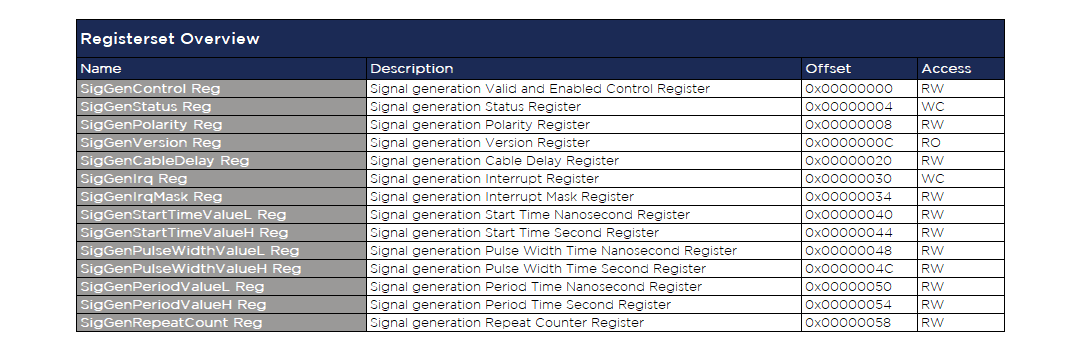 Registerset Overview
Name Description Offset Access
SigGenControl Reg Signal generation Valid and Enabled Control Register 0x00000000 RW
SigGenStatus Reg Signal generation Status Register 0x00000004 WC
SigGenPolarity Reg Signal generation Polarity Register 0x00000008 RW
SigGenVersion Reg Signal generation Version Register 0x0000000C RO
SigGenCableDelay Reg Signal generation Cable Delay Register 0x00000020 RW
SigGenIrq Reg Signal generation Interrupt Register 0x00000030 WC
SigGenIrqMask Reg Signal generation Interrupt Mask Register 0x00000034 RW
SigGenStartTimeValueL Reg Signal generation Start Time Nanosecond Register 0x00000040 RW
SigGenStartTimeValueH Reg Signal generation Start Time Second Register 0x00000044 RW
SigGenPulseWidthValueL Reg Signal generation Pulse Width Time Nanosecond Register 0x00000048 RW
SigGenPulseWidthValueH Reg Signal generation Pulse Width Time Second Register 0x0000004C RW
SigGenPeriodValueL Reg Signal generation Period Time Nanosecond Register 0x00000050 RW
SigGenPeriodValueH Reg Signal generation Period Time Second Register 0x00000054 RW
SigGenRepeatCount Reg Signal generation Repeat Counter Register 0x00000058 RW